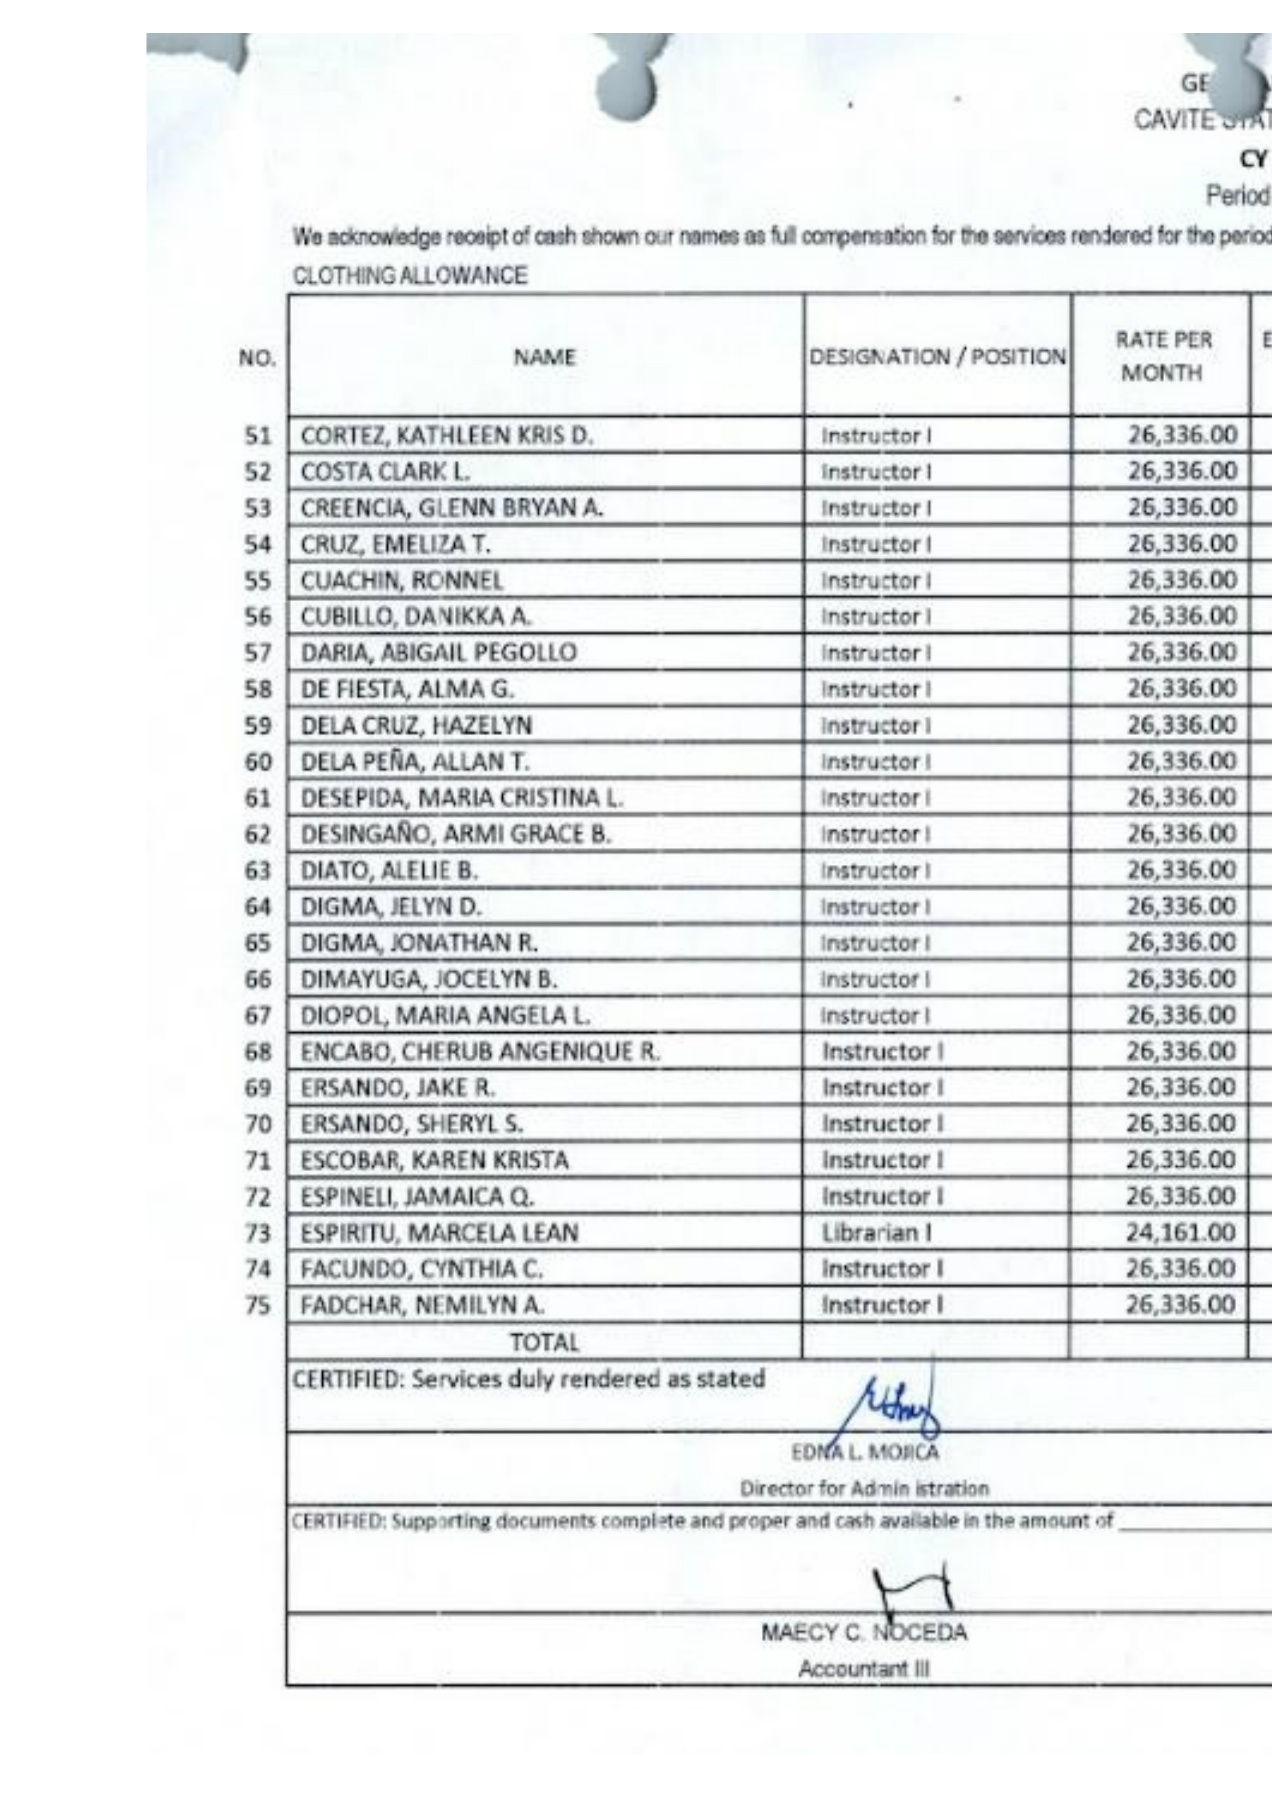 GE
CAVITE STAT
CY
Period
We acknowledge receipt of cash shown our names as full compensation for the services rendered for the period
CLOTHING ALLOWANCE
NO. NAME DESIGNATION / POSITION RATE PER MONTH E
51 CORTEZ, KATHLEEN KRIS D. Instructor I 26,336.00
52 COSTA CLARK L. Instructor I 26,336.00
53 CREENCIA, GLENN BRYAN A. Instructor I 26,336.00
54 CRUZ, EMELIZA T. Instructor I 26,336.00
55 CUACHIN, RONNEL Instructor I 26,336.00
56 CUBILLO, DANIKKA A. Instructor I 26,336.00
57 DARIA, ABIGAIL PEGOLLO Instructor I 26,336.00
58 DE FIESTA, ALMA G. Instructor I 26,336.00
59 DELA CRUZ, HAZELYN Instructor I 26,336.00
60 DELA PEÑA, ALLAN T. Instructor I 26,336.00
61 DESEPIDA, MARIA CRISTINA L. Instructor I 26,336.00
62 DESINGAÑO, ARMI GRACE B. Instructor I 26,336.00
63 DIATO, ALELIE B. Instructor I 26,336.00
64 DIGMA, JELYN D. Instructor I 26,336.00
65 DIGMA, JONATHAN R. Instructor I 26,336.00
66 DIMAYUGA, JOCELYN B. Instructor I 26,336.00
67 DIOPOL, MARIA ANGELA L. Instructor I 26,336.00
68 ENCABO, CHERUB ANGENIQUE R. Instructor I 26,336.00
69 ERSANDO, JAKE R. Instructor I 26,336.00
70 ERSANDO, SHERYL S. Instructor I 26,336.00
71 ESCOBAR, KAREN KRISTA Instructor I 26,336.00
72 ESPINELI, JAMAICA Q. Instructor I 26,336.00
73 ESPIRITU, MARCELA LEAN Librarian I 24,161.00
74 FACUNDO, CYNTHIA C. Instructor I 26,336.00
75 FADCHAR, NEMILYN A. Instructor I 26,336.00
TOTAL
CERTIFIED: Services duly rendered as stated
EDNA L. MOJICA
Director for Admin istration
CERTIFIED: Supporting documents complete and proper and cash available in the amount of
MAECY C. NOCEDA
Accountant III